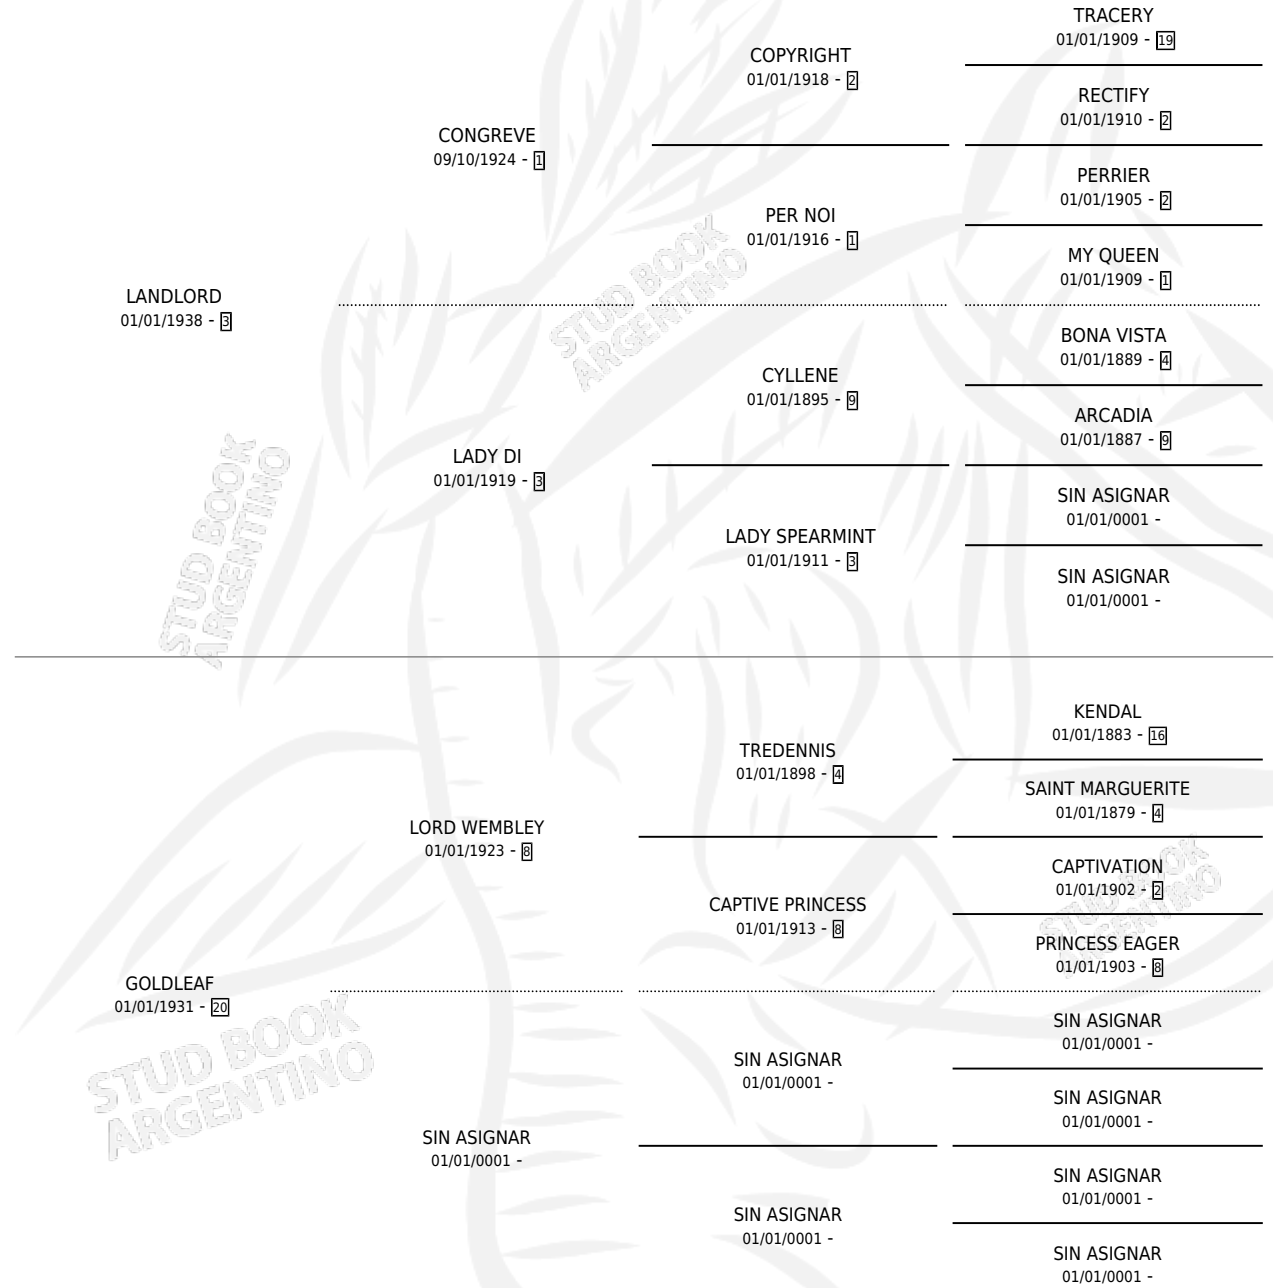 TRACERY
01/01/1909 - 19
COPYRIGHT
01/01/1918 - 2
RECTIFY
01/01/1910 - 2
CONGREVE
09/10/1924 - 1
PERRIER
01/01/1905 - 2
PER NOI
01/01/1916 - 1
MY QUEEN
01/01/1909 - 1
LANDLORD
01/01/1938 - 3
BONA VISTA
01/01/1889 - 4
CYLLENE
01/01/1895 - 9
ARCADIA
01/01/1887 - 9
LADY DI
01/01/1919 - 3
SIN ASIGNAR
01/01/0001 -
LADY SPEARMINT
01/01/1911 - 3
SIN ASIGNAR
01/01/0001 -
KENDAL
01/01/1883 - 16
TREDENNIS
01/01/1898 - 4
SAINT MARGUERITE
01/01/1879 - 4
LORD WEMBLEY
01/01/1923 - 8
CAPTIVATION
01/01/1902 - 2
CAPTIVE PRINCESS
01/01/1913 - 8
PRINCESS EAGER
01/01/1903 - 8
GOLDLEAF
01/01/1931 - 20
SIN ASIGNAR
01/01/0001 -
SIN ASIGNAR
01/01/0001 -
SIN ASIGNAR
01/01/0001 -
SIN ASIGNAR
01/01/0001 -
SIN ASIGNAR
01/01/0001 -
SIN ASIGNAR
01/01/0001 -
SIN ASIGNAR
01/01/0001 -
STUD BOOK
ARGENTINO
STUD BOOK
ARGENTINO
STUD BOOK
ARGENTINO
STUD BOOK
ARGENTINO